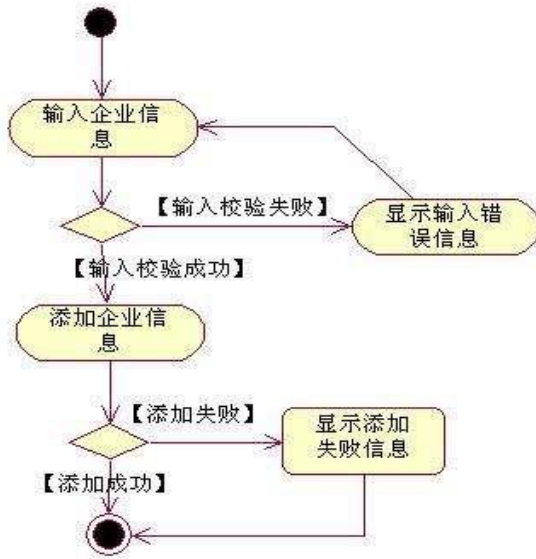 输入企业信
息
【输入校验失败】
显示输入错
误信息
【输入校验成功】
添加企业信
息
【添加失败】
显示添加
失败信息
【添加成功】